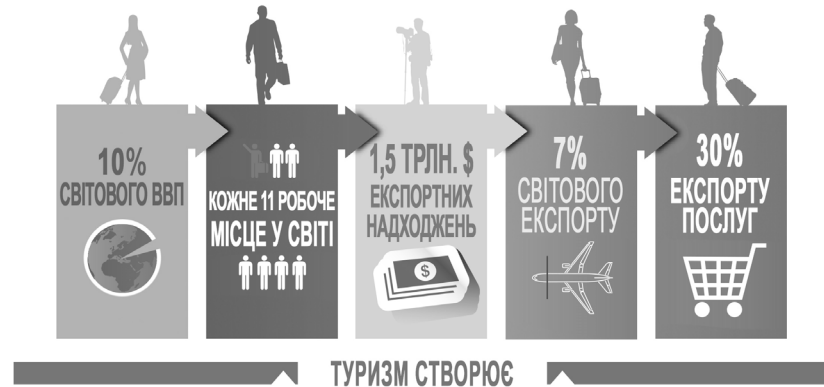 10%
СВІТОВОГО ВВП
КОЖНЕ 11 РОБОЧЕ
МІСЦЕ У СВІТІ
1,5 ТРЛН. $
ЕКСПОРТНИХ
НАДХОДЖЕНЬ
$
7%
СВІТОВОГО
ЕКСПОРТУ
30%
ЕКСПОРТУ
ПОСЛУГ
ТУРИЗМ СТВОРЮЄ